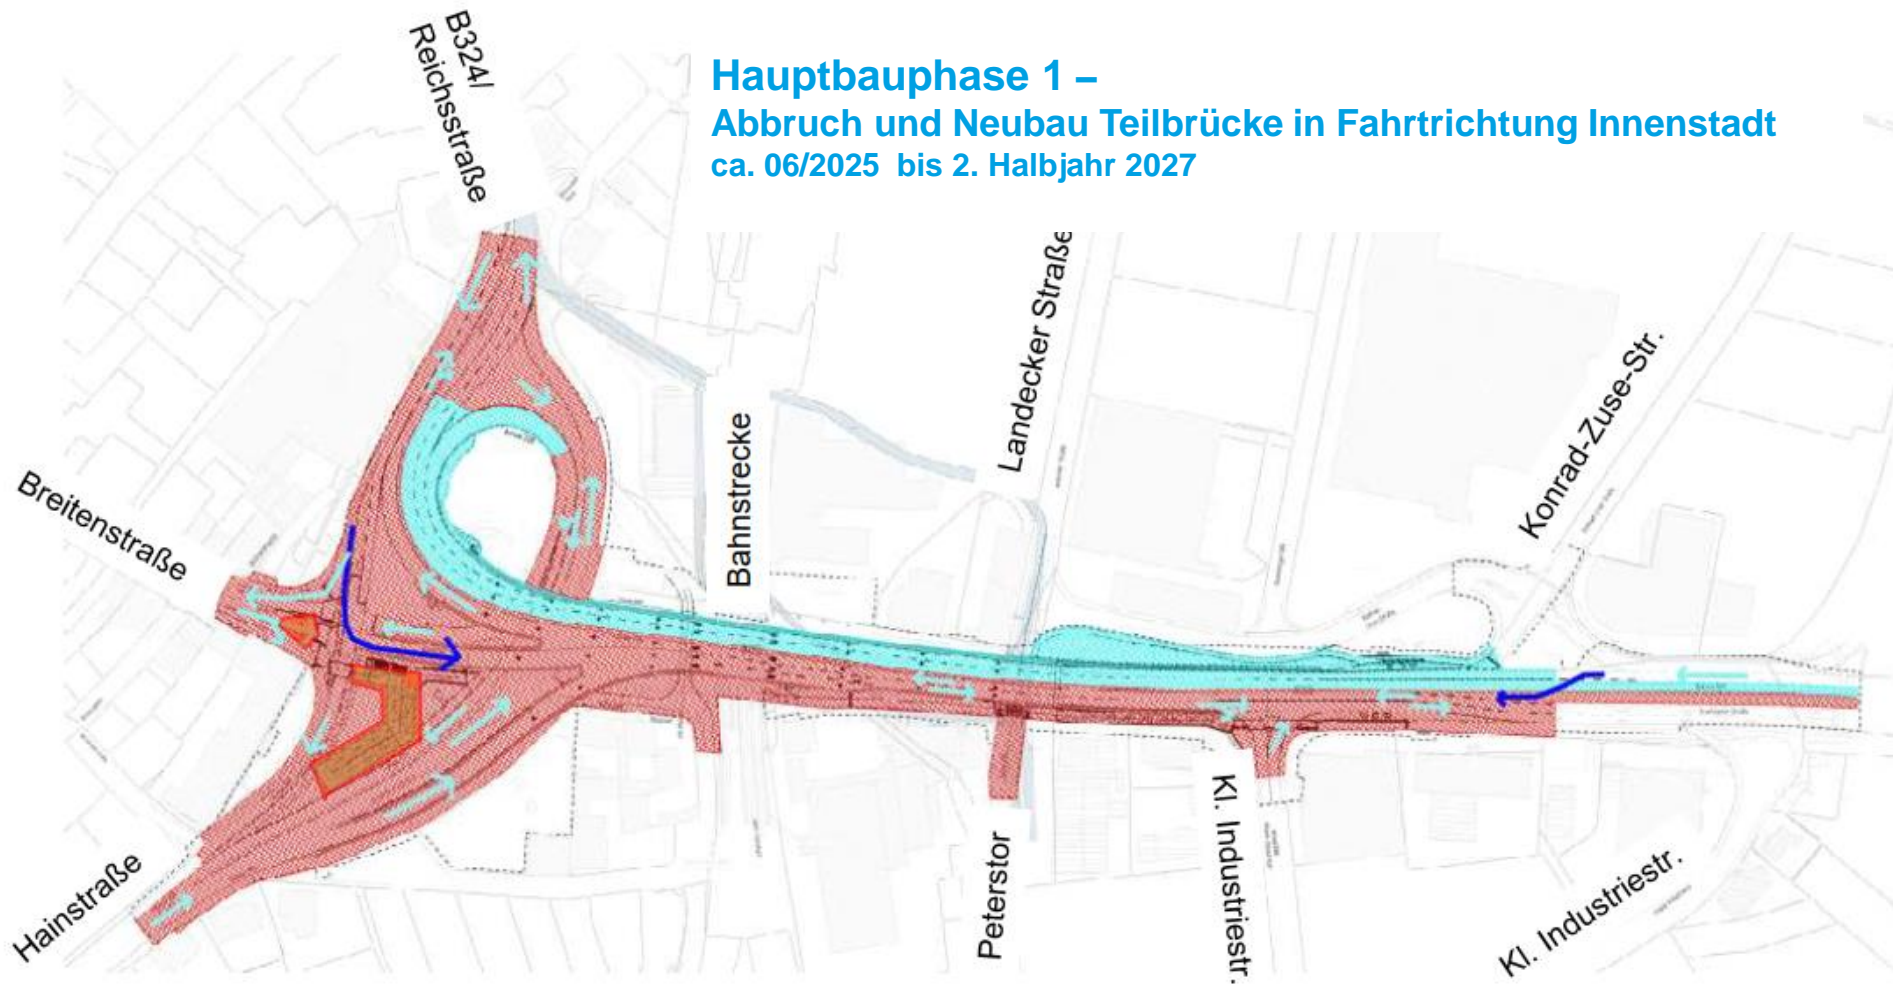 B324/
Reichsstraße
Hauptbauphase 1 –
Abbruch und Neubau Teilbrücke in Fahrtrichtung Innenstadt
ca. 06/2025 bis 2. Halbjahr 2027
Landecker Straße
Konrad-Zuse-Str.
Breitenstraße
Bahnstrecke
Hainstraße
Peterstor
Kl. Industriestr.
Kl. Industriestr.